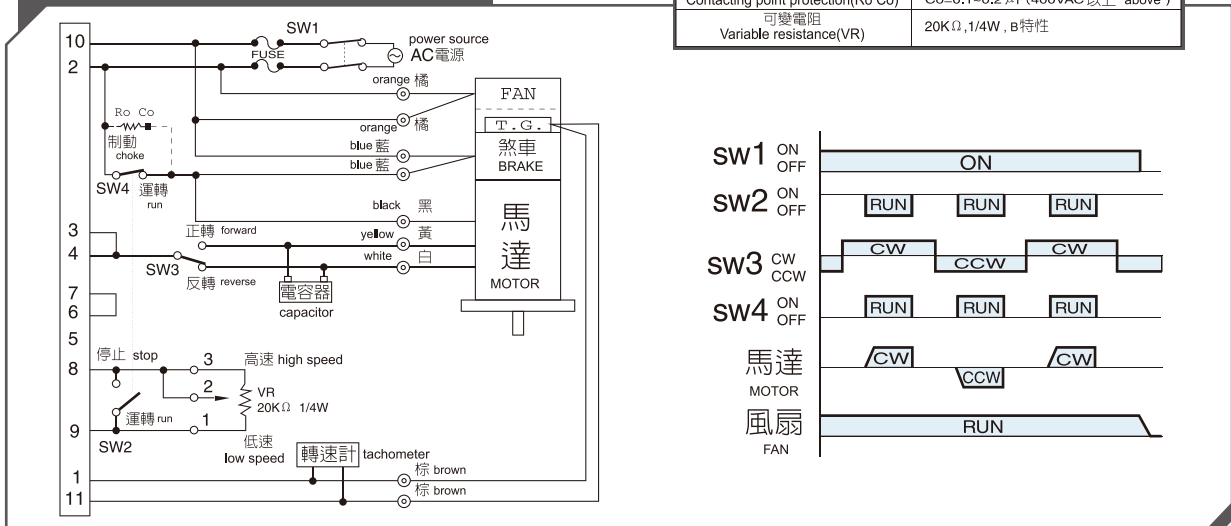 Contacting point protection(Ro Co)
Co=0.1~0.2 μf (400VAC 以上 above )
可變電阻
Variable resistance(VR)
20KΩ,1/4W , B特性
10
SW1
FUSE
power source
AC電源
2
orange 橘
FAN
Ro Co
T.G.
制動
choke
orange 橘
blue 藍
煞車
BRAKE
blue 藍
SW4
運轉
run
black 黑
3
正轉 forward
yellow 黃
馬達
MOTOR
4
white 白
SW3
反轉 reverse
7
電容器
capacitor
6
5
停止 stop
8
3
高速 high speed
2
VR
20KΩ 1/4W
運轉 run
1
9
SW2
低速
low speed
轉速計
tachometer
棕 brown
1
棕 brown
11
sw1 ON
OFF
ON
sw2 ON
OFF
RUN RUN RUN
sw3 CW
CCW
CW CCW CW
sw4 ON
OFF
RUN RUN RUN
馬達
MOTOR
CW CCW CW
風扇
FAN
RUN